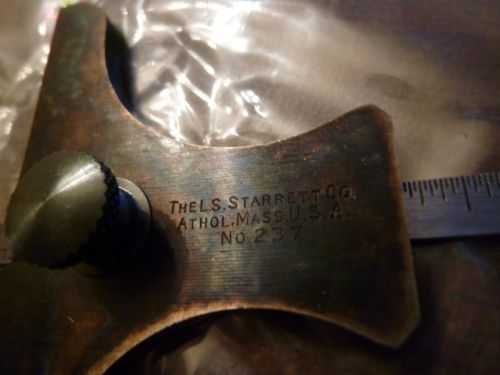 THE L.S. STARRETT CO.
ATHOL, MASS. U.S.A.
NO. 237